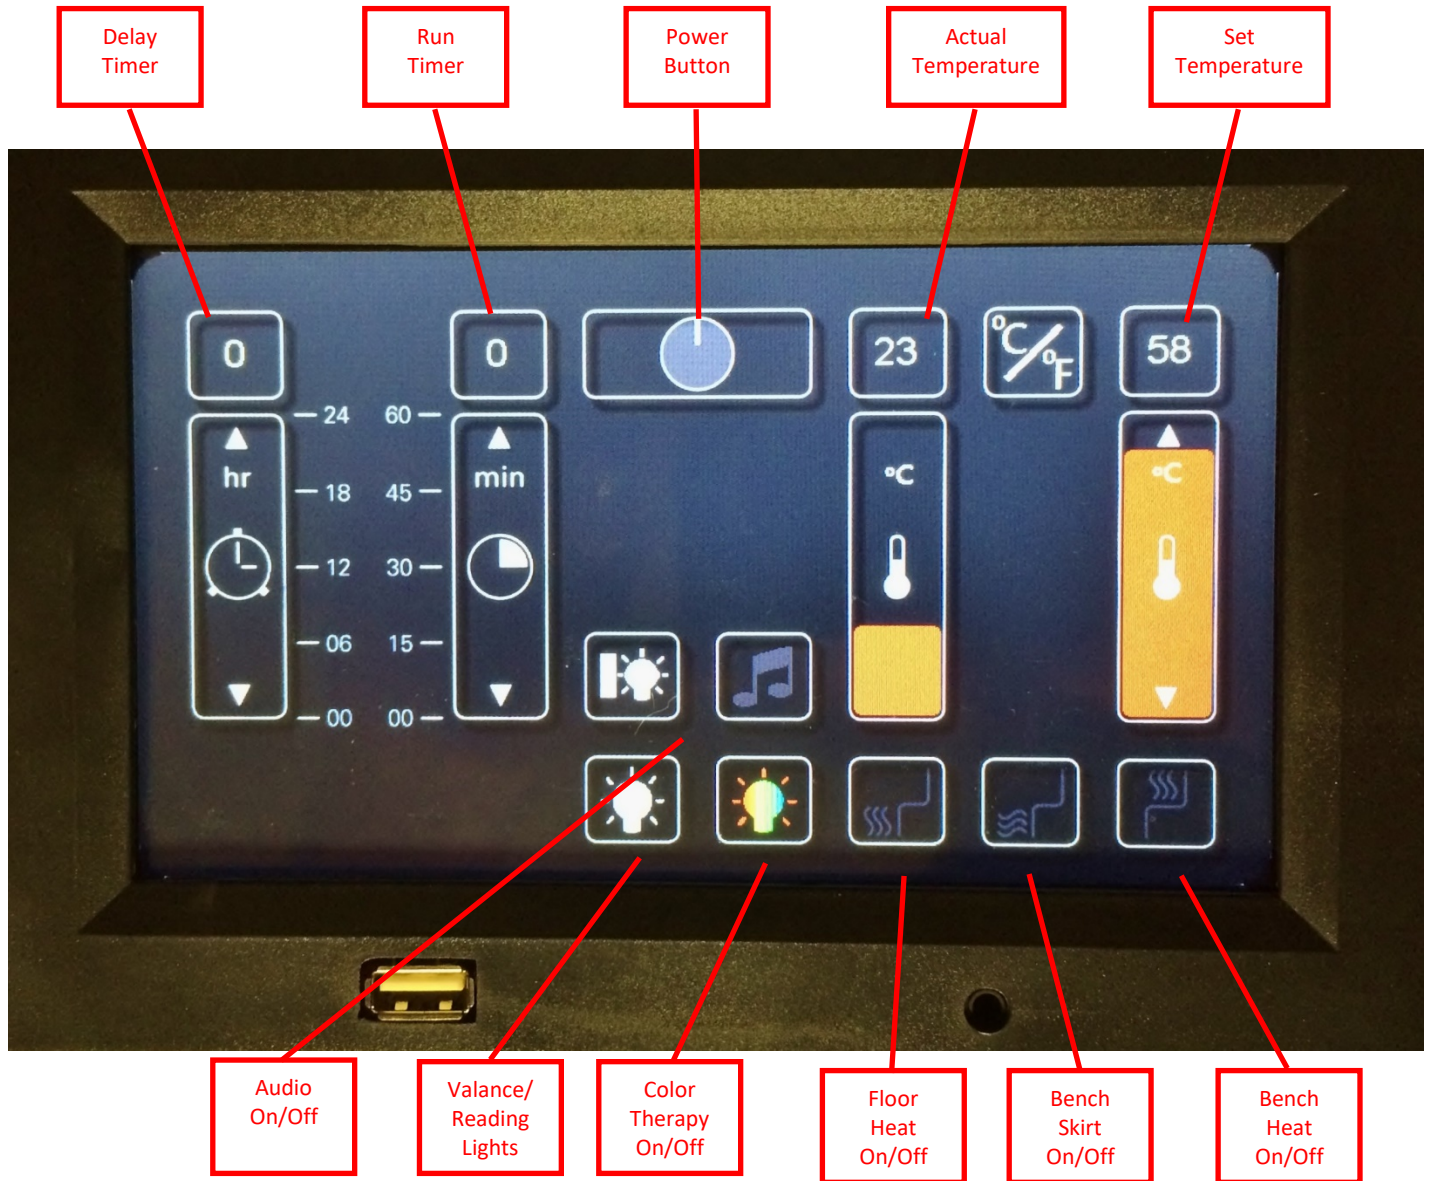 Delay
Timer
Run
Timer
Power
Button
Actual
Temperature
Set
Temperature
0
0
23
°C/°F
58
24
60
hr
min
°C
°C
18
45
12
30
06
15
00
00
Audio
On/Off
Valance/
Reading
Lights
Color
Therapy
On/Off
Floor
Heat
On/Off
Bench
Skirt
On/Off
Bench
Heat
On/Off